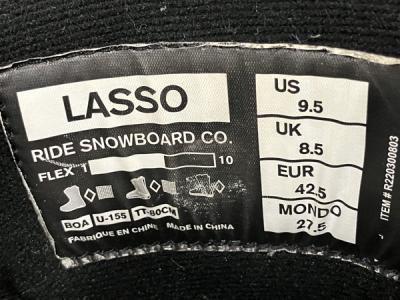 LASSO
RIDE SNOWBOARD CO.
FLEX 1 10
BOA U-155 TT-80CM
FABRIQUE EN CHINE MADE IN CHINA
US
9.5
UK
8.5
EUR
42.5
MONDO
27.5
ITEM # R220300803